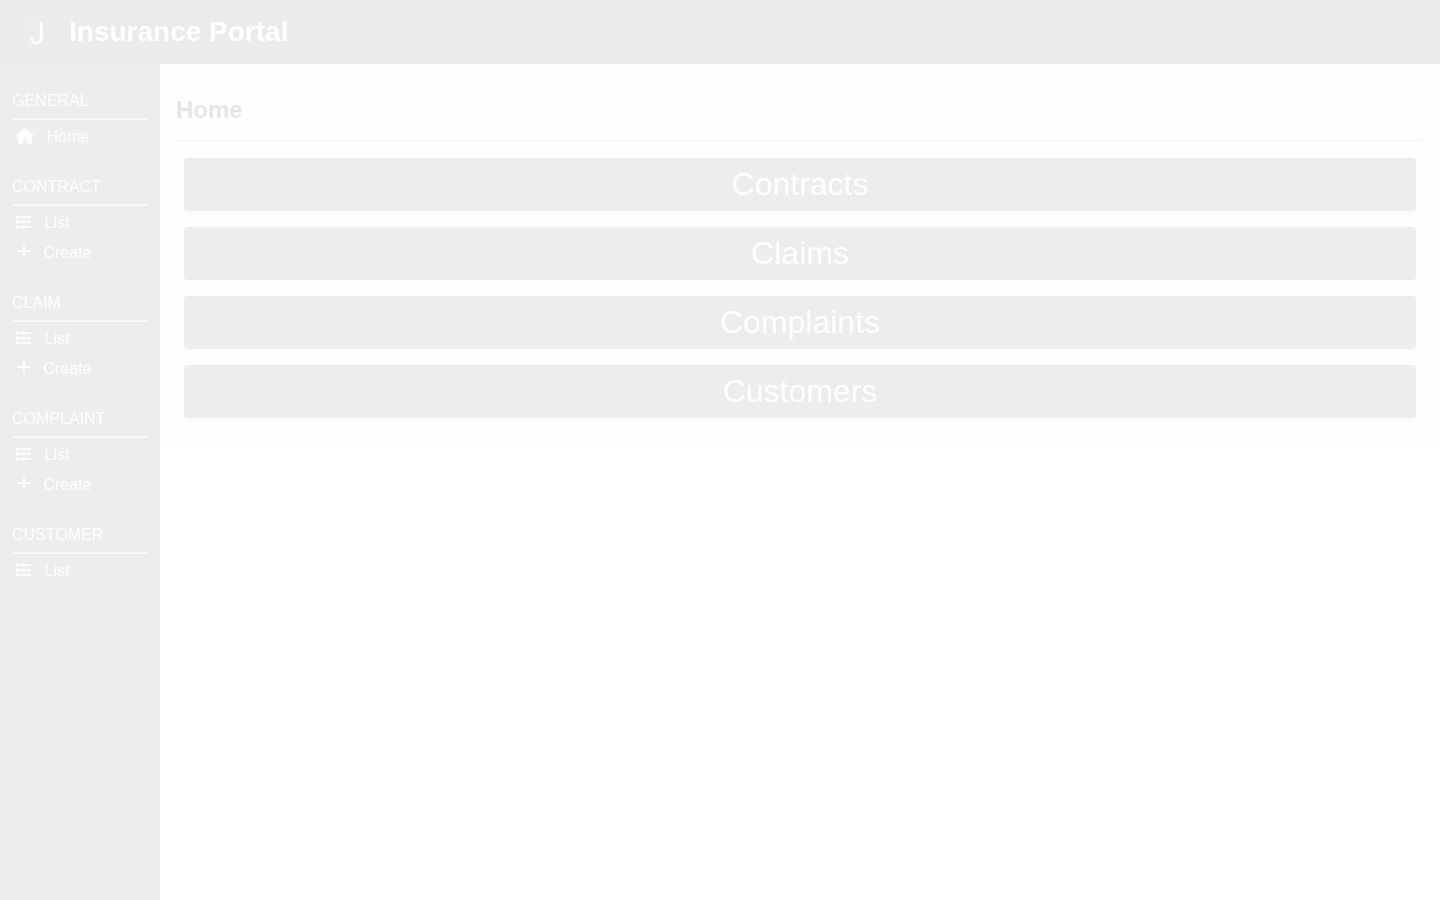 J Insurance Portal
GENERAL
Home
CONTRACT
List
Create
CLAIM
List
Create
COMPLAINT
List
Create
CUSTOMER
List
Home
Contracts
Claims
Complaints
Customers